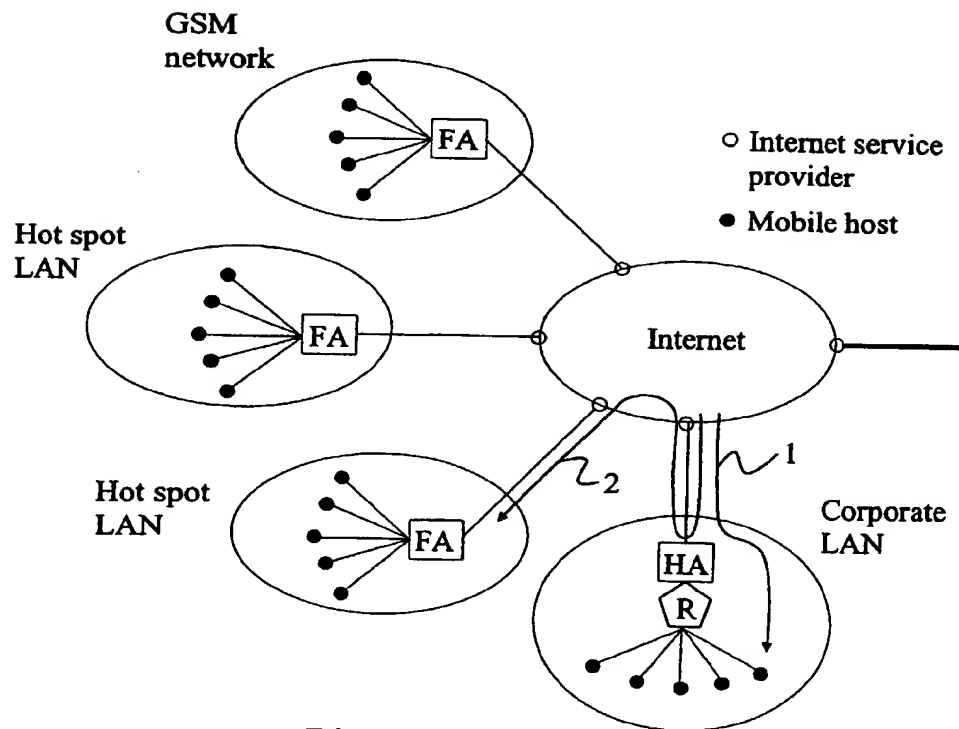 GSM
network
FA
Internet service
provider
Mobile host
Hot spot
LAN
FA
Internet
1
2
Hot spot
LAN
FA
Corporate
LAN
HA
R